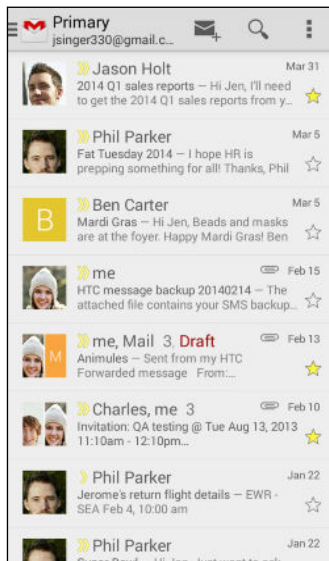 Primary
jsinger330@gmail.c...
Jason Holt Mar 31
2014 Q1 sales reports – Hi Jen, I'll need
to get the 2014 Q1 sales reports from y...
Phil Parker Mar 5
Fat Tuesday 2014 – I hope HR is
prepping something for all! Thanks, Phil
B
Ben Carter Mar 5
Mardi Gras – Hi Jen, Beads and masks
are at the foyer. Happy Mardi Gras! Ben
me Feb 15
HTC message backup 20140214 – The
attached file contains your SMS backup...
M
me, Mail 3, Draft Feb 13
Animules – Sent from my HTC
Forwarded message From:...
Charles, me 3 Feb 10
Invitation: QA testing @ Tue Aug 13, 2013
11:10am - 12:10pm...
Phil Parker Jan 22
Jerome's return flight details – EWR -
SEA Feb 4, 10:00 am
Phil Parker Jan 22